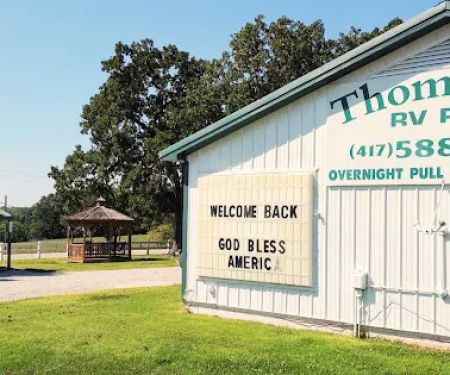 Thom
RV P
(417) 588
OVERNIGHT PULL
WELCOME BACK
GOD BLESS
AMERICA